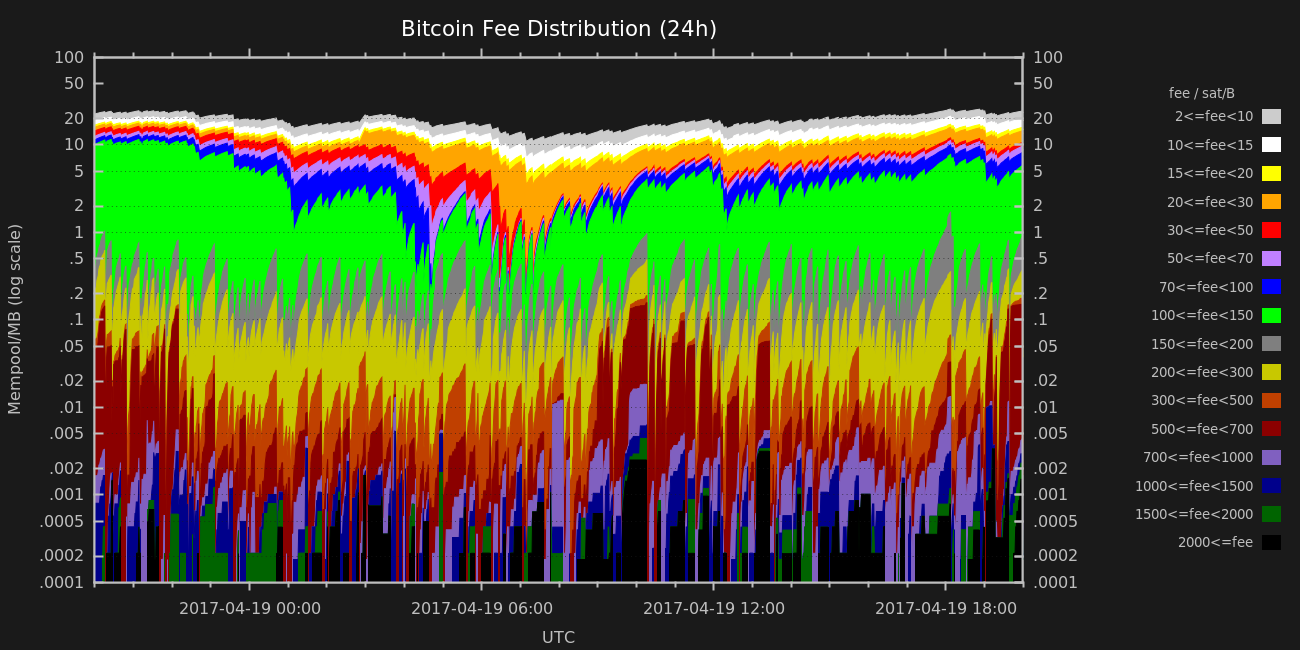 Bitcoin Fee Distribution (24h)
100
50
20
10
5
2
1
.5
.2
.1
.05
.02
.01
.005
.002
.001
.0005
.0002
.0001
Mempool/MB (log scale)
100
50
20
10
5
2
1
.5
.2
.1
.05
.02
.01
.005
.002
.001
.0005
.0002
.0001
2017-04-19 00:00
2017-04-19 06:00
2017-04-19 12:00
2017-04-19 18:00
UTC
fee / sat/B
2<=fee<10
10<=fee<15
15<=fee<20
20<=fee<30
30<=fee<50
50<=fee<70
70<=fee<100
100<=fee<150
150<=fee<200
200<=fee<300
300<=fee<500
500<=fee<700
700<=fee<1000
1000<=fee<1500
1500<=fee<2000
2000<=fee